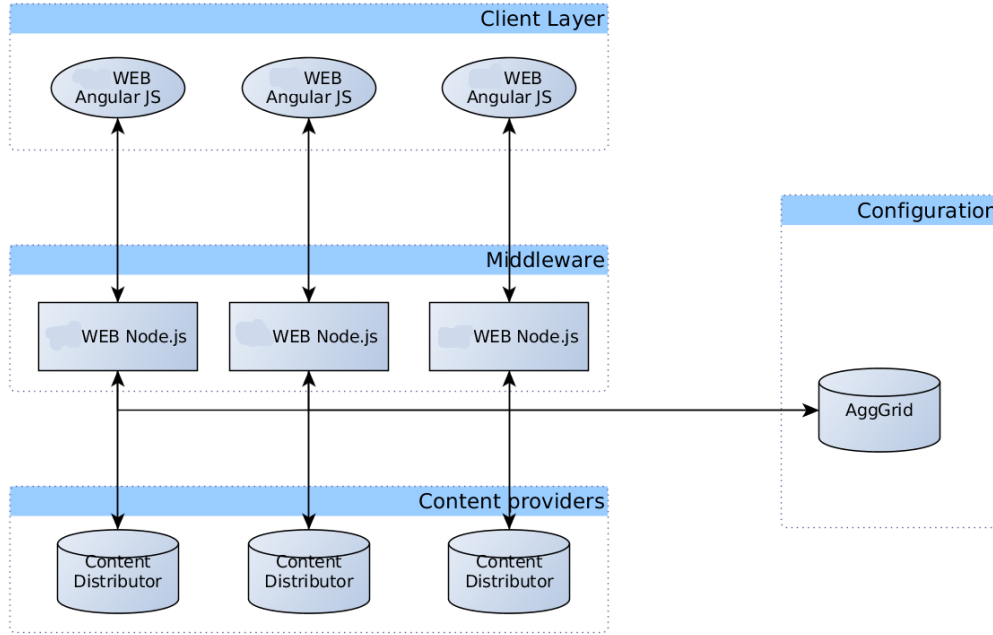 Client Layer
WEB
Angular JS
WEB
Angular JS
WEB
Angular JS
Configuration
Middleware
WEB Node.js
WEB Node.js
WEB Node.js
AggGrid
Content providers
Content
Distributor
Content
Distributor
Content
Distributor